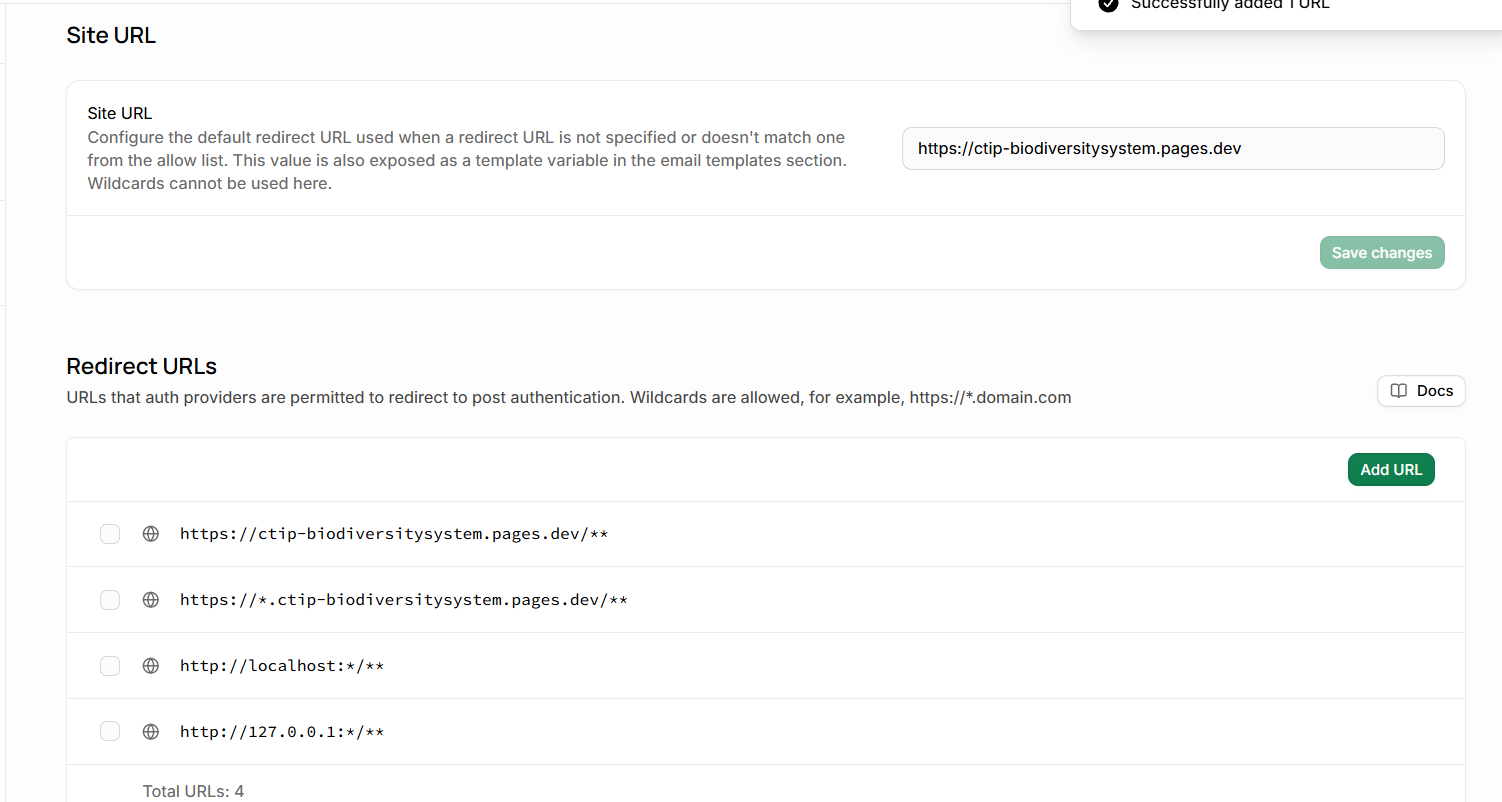 Successfully added 1 URL
Site URL
Site URL
Configure the default redirect URL used when a redirect URL is not specified or doesn't match one
from the allow list. This value is also exposed as a template variable in the email templates section.
Wildcards cannot be used here.
https://ctip-biodiversitysystem.pages.dev
Save changes
Redirect URLs
URLs that auth providers are permitted to redirect to post authentication. Wildcards are allowed, for example, https://*.domain.com
Docs
Add URL
https://ctip-biodiversitysystem.pages.dev/**
https://*.ctip-biodiversitysystem.pages.dev/**
http://localhost:*/**
http://127.0.0.1:*/**
Total URLs: 4